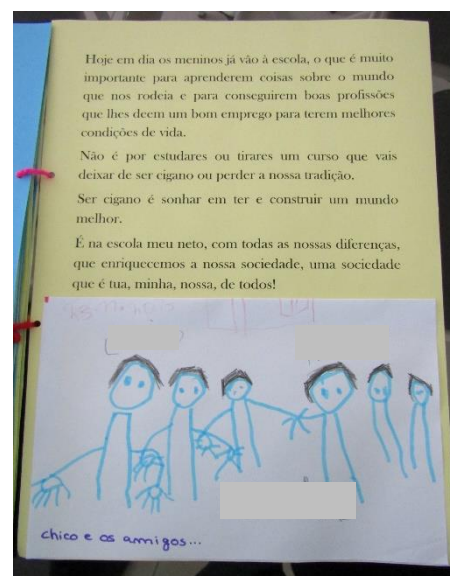 Hoje em dia os meninos já vão à escola, o que é muito
importante para aprenderem coisas sobre o mundo
que nos rodeia e para conseguirem boas profissões
que lhes deem um bom emprego para terem melhores
condições de vida.
Não é por estudares ou tirares um curso que vais
deixar de ser cigano ou perder a nossa tradição.
Ser cigano é sonhar em ter e construir um mundo
melhor.
É na escola meu neto, com todas as nossas diferenças,
que enriquecemos a nossa sociedade, uma sociedade
que é tua, minha, nossa, de todos!
chico e os amigos...